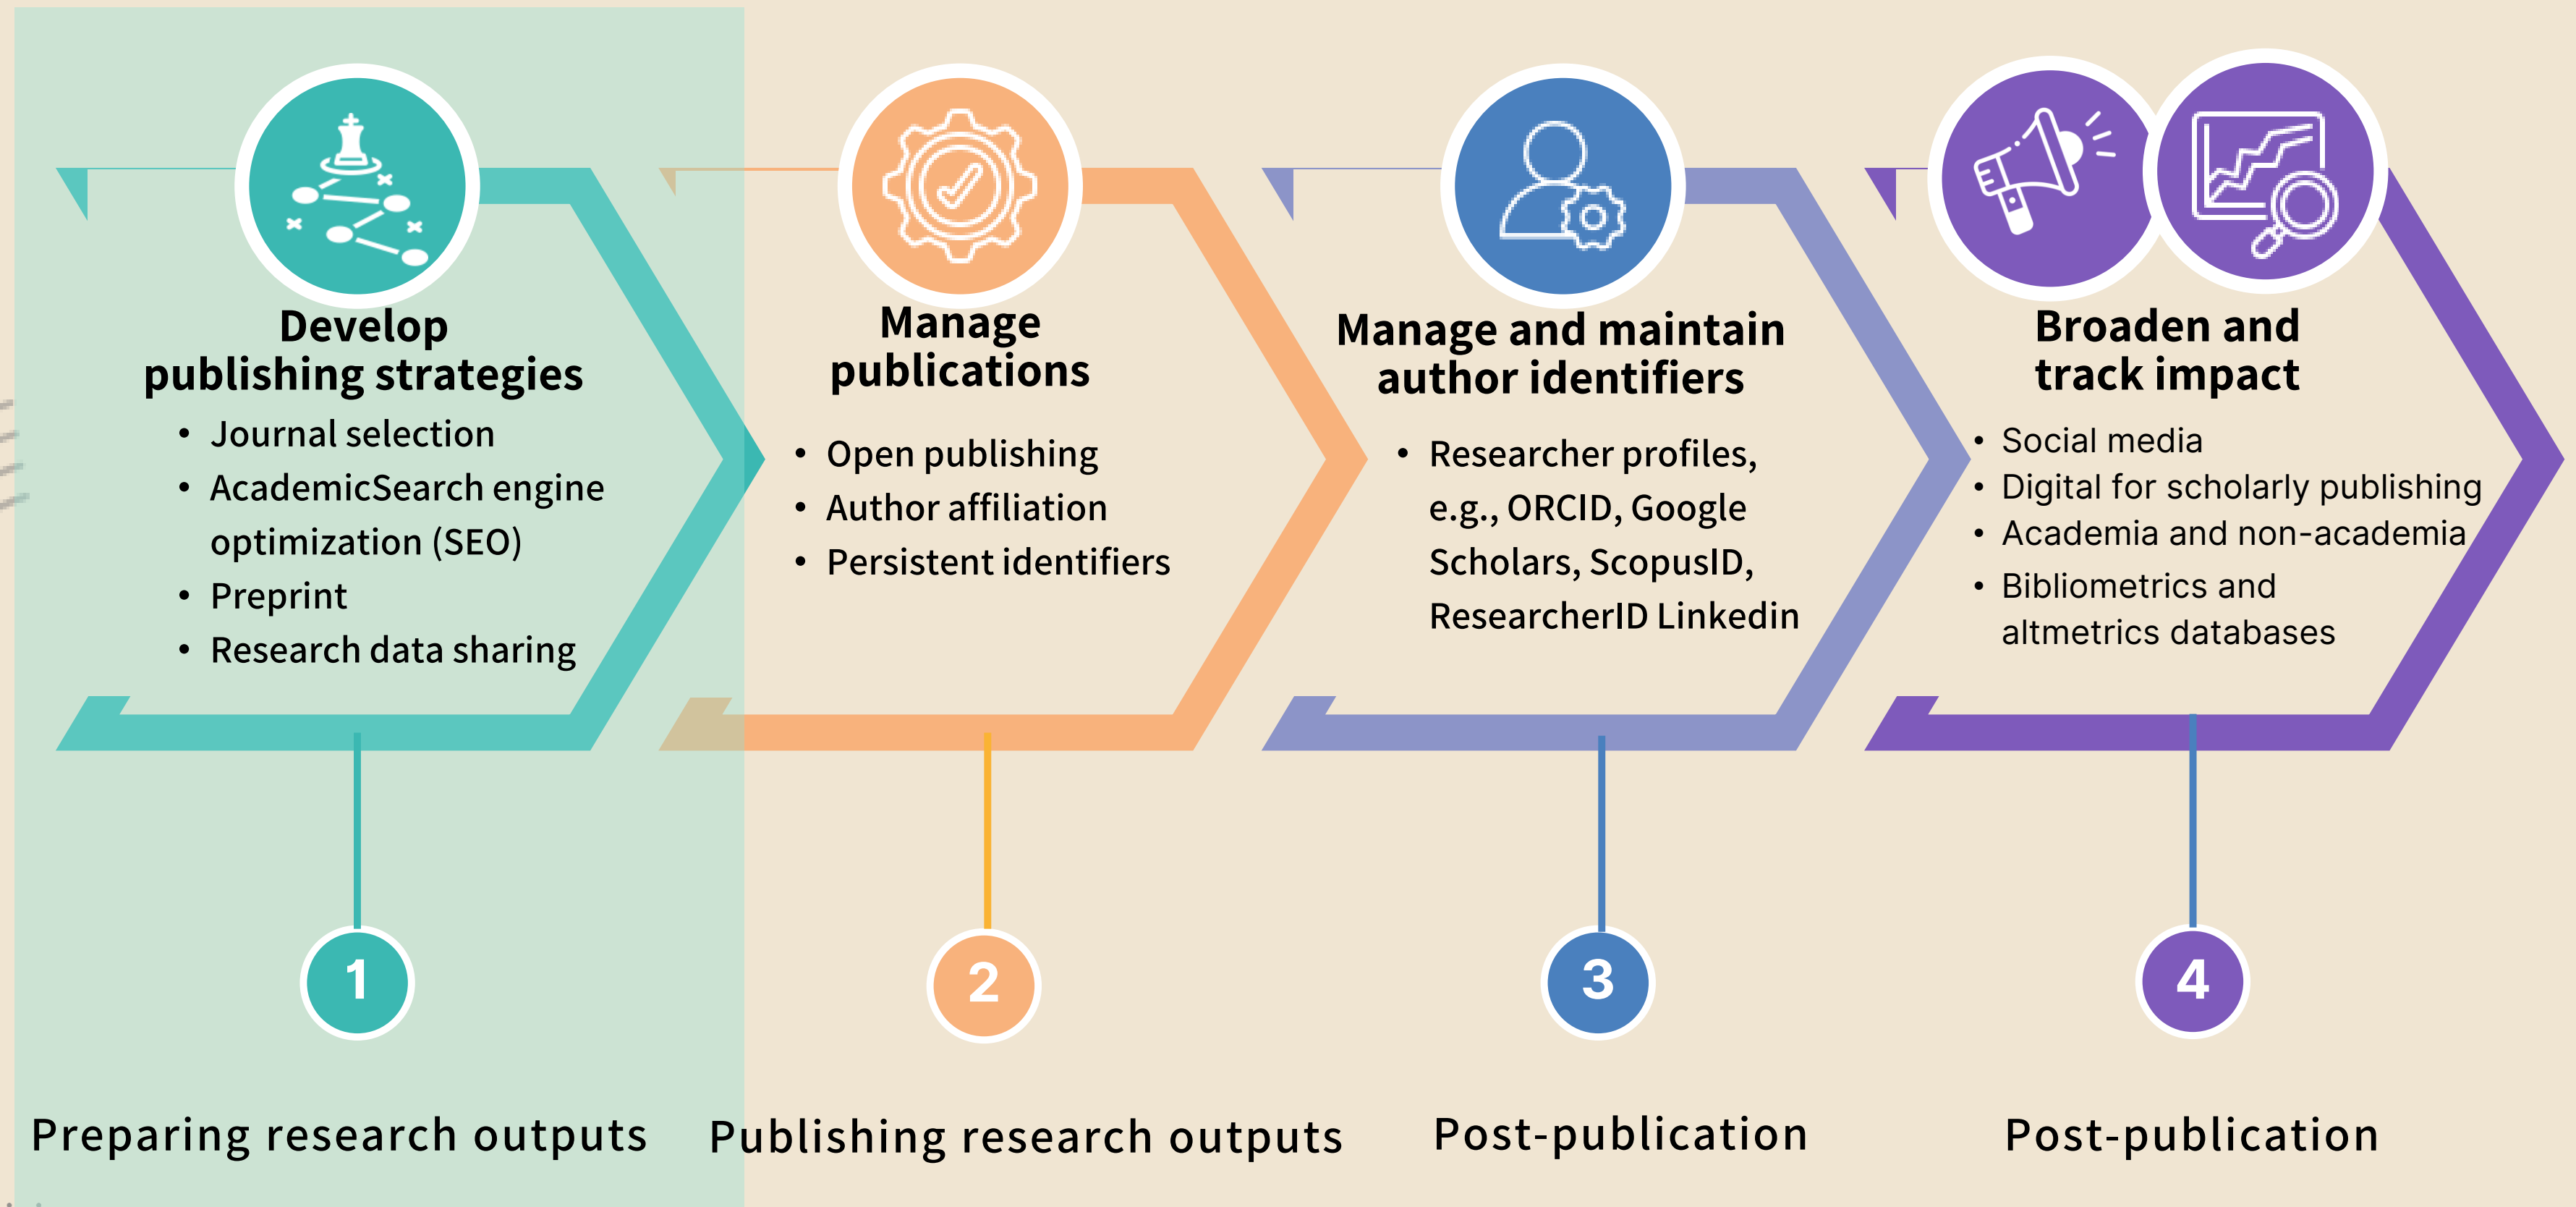 Develop
publishing strategies
• Journal selection
• AcademicSearch engine
optimization (SEO)
• Preprint
• Research data sharing
1
Preparing research outputs
Manage
publications
• Open publishing
• Author affiliation
• Persistent identifiers
2
Publishing research outputs
Manage and maintain
author identifiers
• Researcher profiles,
e.g., ORCID, Google
Scholars, ScopusID,
ResearcherID Linkedin
3
Post-publication
Broaden and
track impact
• Social media
• Digital for scholarly publishing
• Academia and non-academia
• Bibliometrics and
altmetrics databases
4
Post-publication